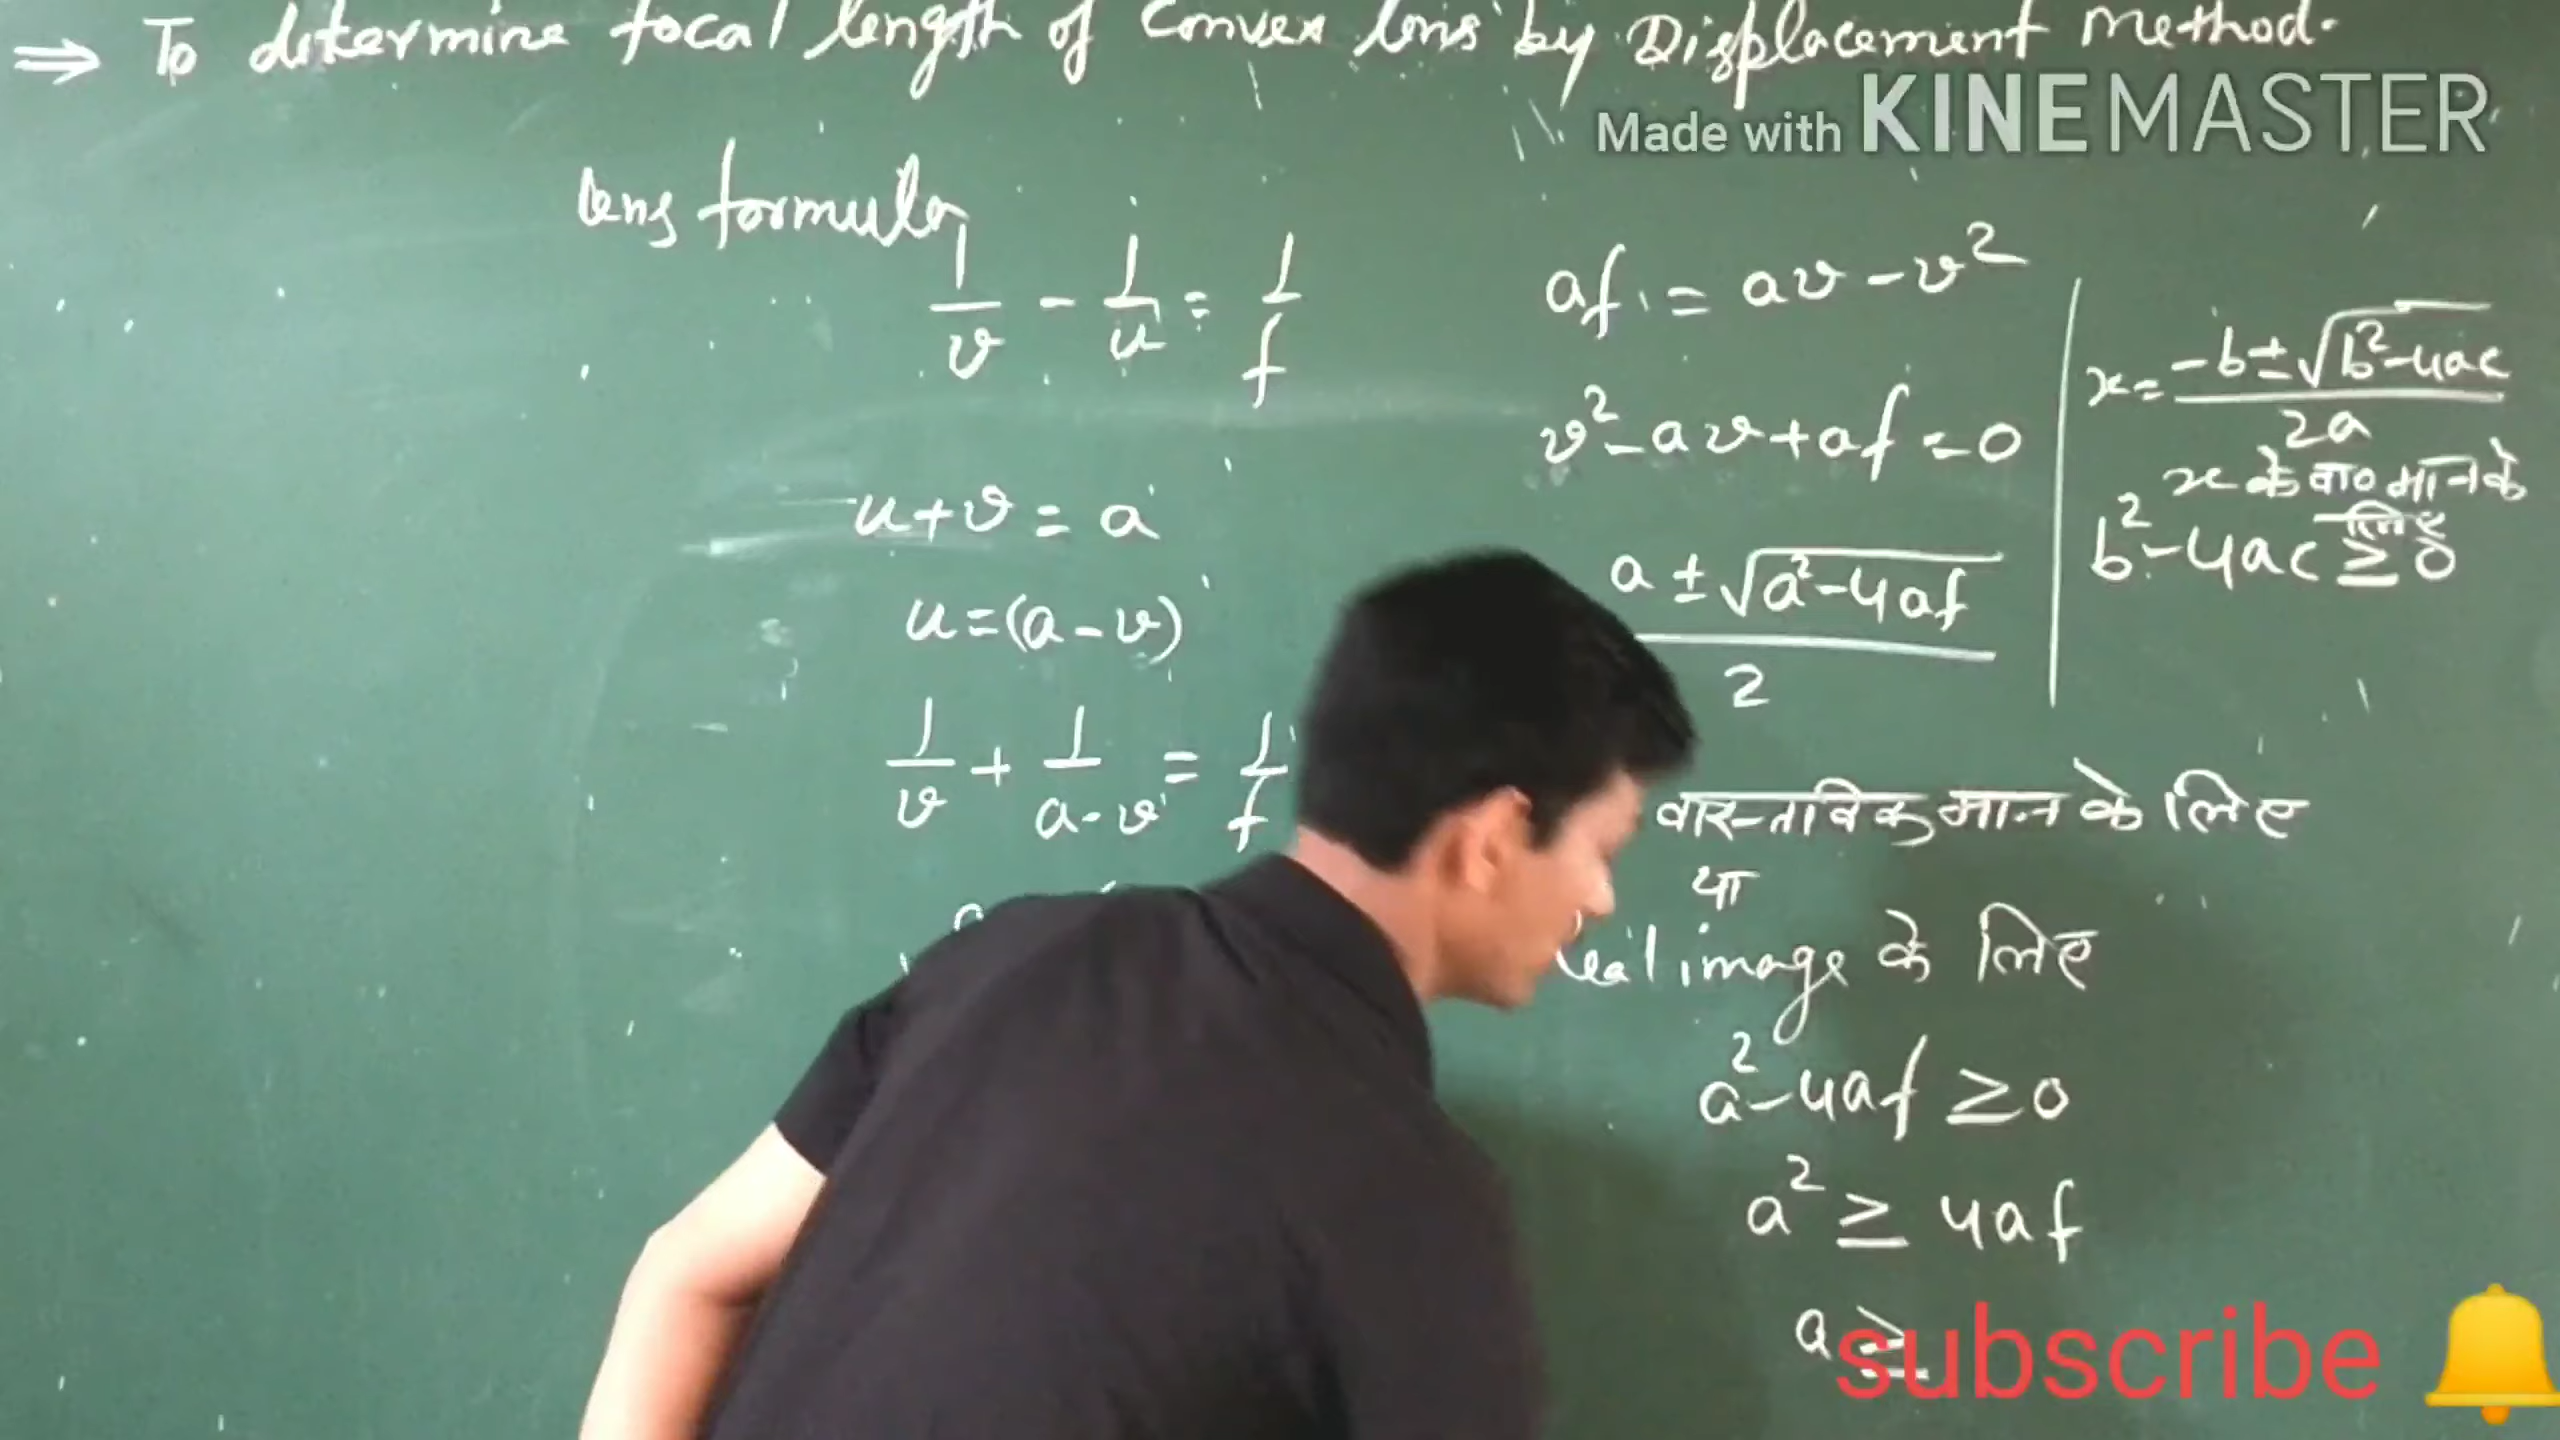 ⇒ To determine focal length of Convex lens by Displacement Method.
Made with KINEMASTER
lens formula
1/v - 1/u = 1/f
u+v = a
u=(a-v)
1/v + 1/a-v = 1/f
af = av-v²
v²-av+af=0
a±√a²-4af / 2
x= -b±√b²-4ac / 2a
x के वा० मान के
लिए
b²-4ac ≥ 0
वास्तविक मान के लिए
या
image के लिए
a²-4af ≥0
a² ≥ 4af
a ≥
subscribe